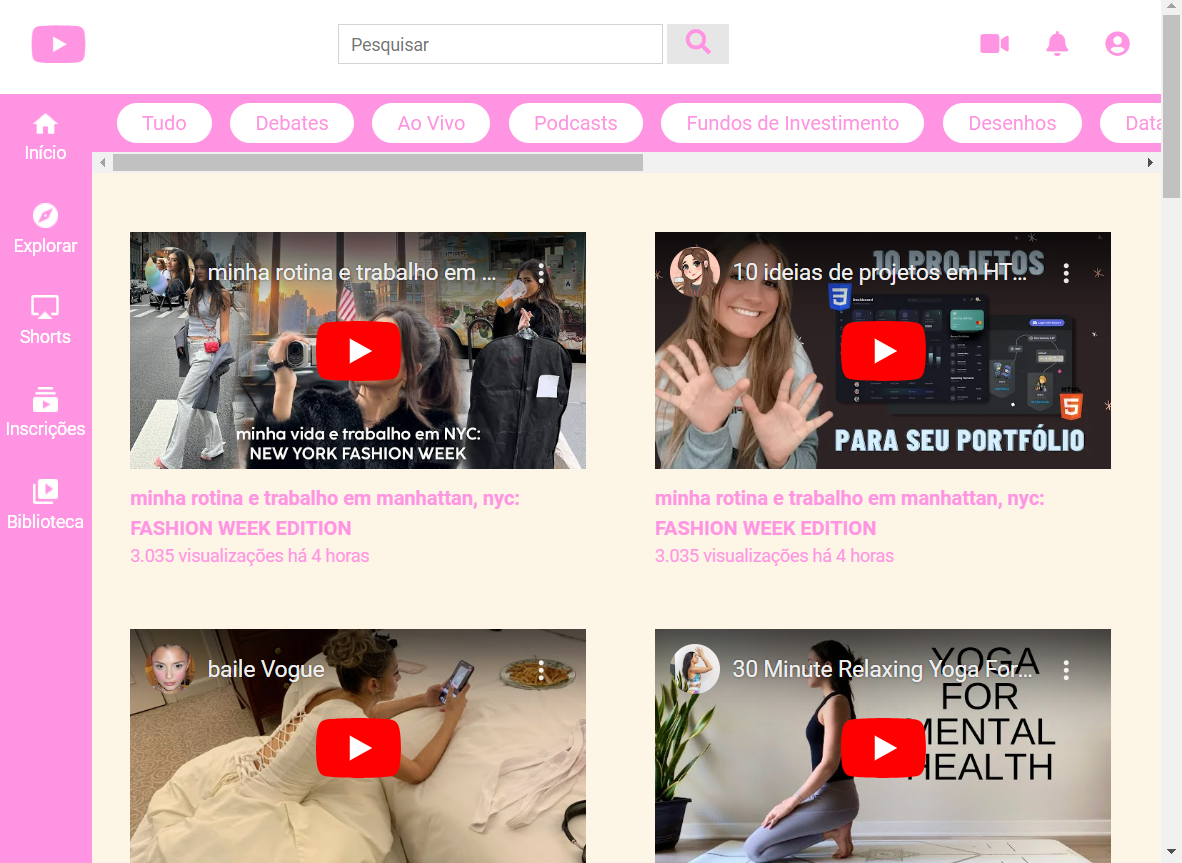 Pesquisar
Tudo
Debates
Ao Vivo
Podcasts
Fundos de Investimento
Desenhos
Data
Início
Explorar
Shorts
Inscrições
Biblioteca
minha rotina e trabalho em ...
minha vida e trabalho em NYC:
NEW YORK FASHION WEEK
minha rotina e trabalho em manhattan, nyc:
FASHION WEEK EDITION
3.035 visualizações há 4 horas
10 PROJETOS
10 ideias de projetos em HT...
Dashboard
HTML
PARA SEU PORTFÓLIO
minha rotina e trabalho em manhattan, nyc:
FASHION WEEK EDITION
3.035 visualizações há 4 horas
baile Vogue
30 Minute Relaxing Yoga For...
YOGA
FOR
MENTAL
HEALTH